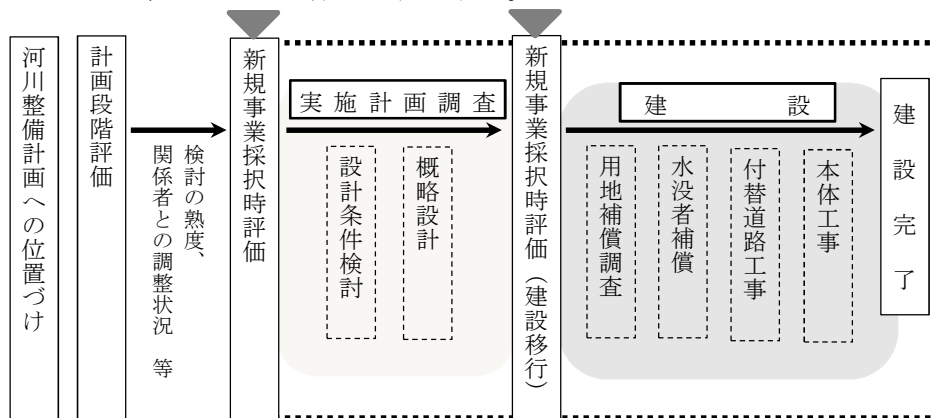 河川整備計画への位置づけ
計画段階評価
検討の熟度、
関係者との調整状況 等
新規事業採択時評価
実施計画調査
設計条件検討
概略設計
新規事業採択時評価（建設移行）
建設
用地補償調査
水没者補償
付替道路工事
本体工事
建設完了